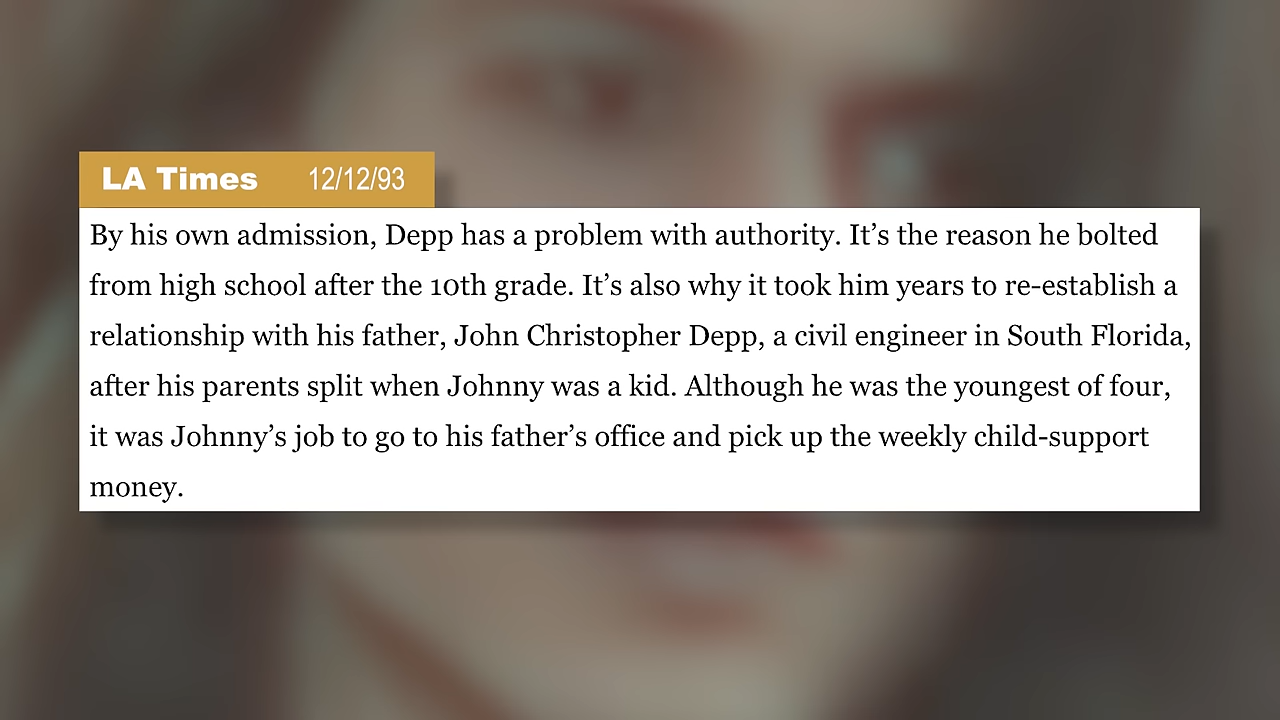 LA Times 12/12/93
By his own admission, Depp has a problem with authority. It’s the reason he bolted
from high school after the 10th grade. It’s also why it took him years to re-establish a
relationship with his father, John Christopher Depp, a civil engineer in South Florida,
after his parents split when Johnny was a kid. Although he was the youngest of four,
it was Johnny’s job to go to his father’s office and pick up the weekly child-support
money.